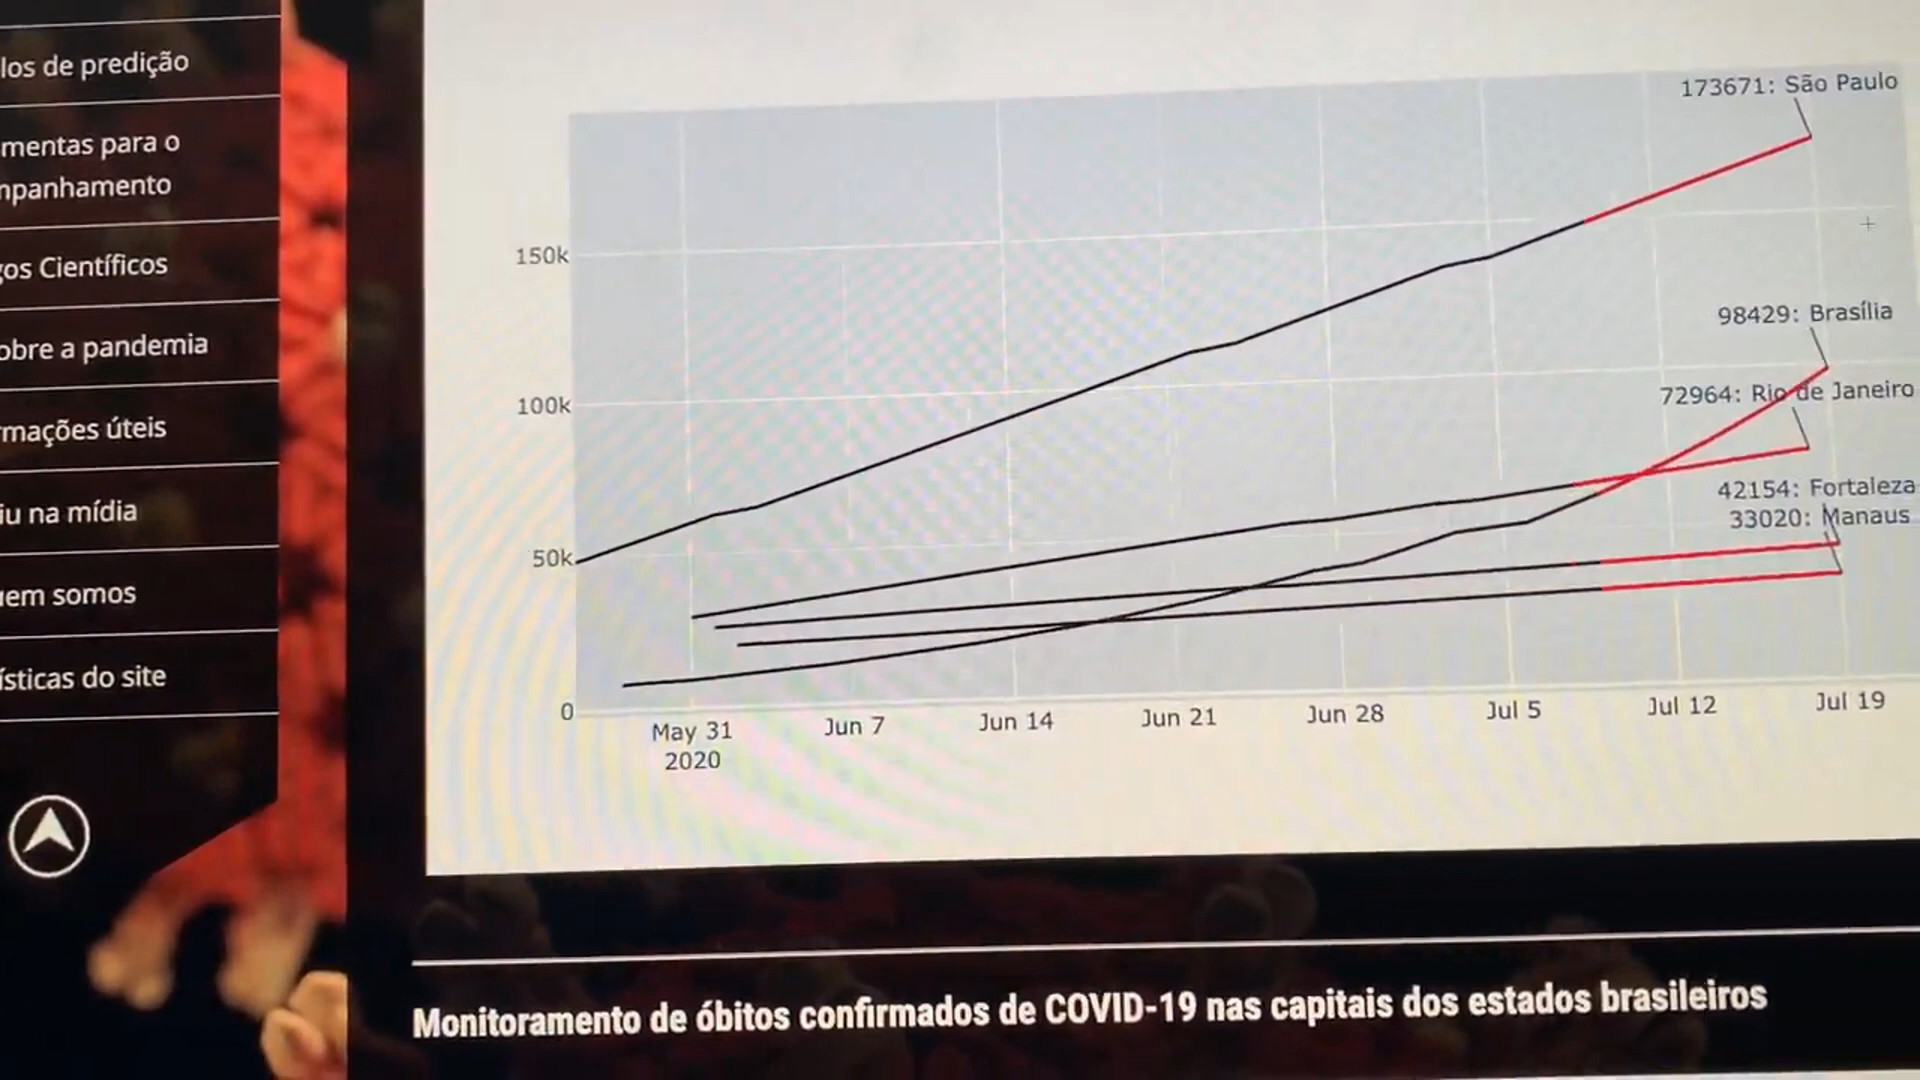 los de predição
mentas para o
mpanhamento
gos Científicos
obre a pandemia
rmações úteis
iu na mídia
uem somos
ísticas do site
173671: São Paulo
150k
98429: Brasília
100k
72964: Rio de Janeiro
42154: Fortaleza
33020: Manaus
50k
0
May 31
2020
Jun 7
Jun 14
Jun 21
Jun 28
Jul 5
Jul 12
Jul 19
Monitoramento de óbitos confirmados de COVID-19 nas capitais dos estados brasileiros